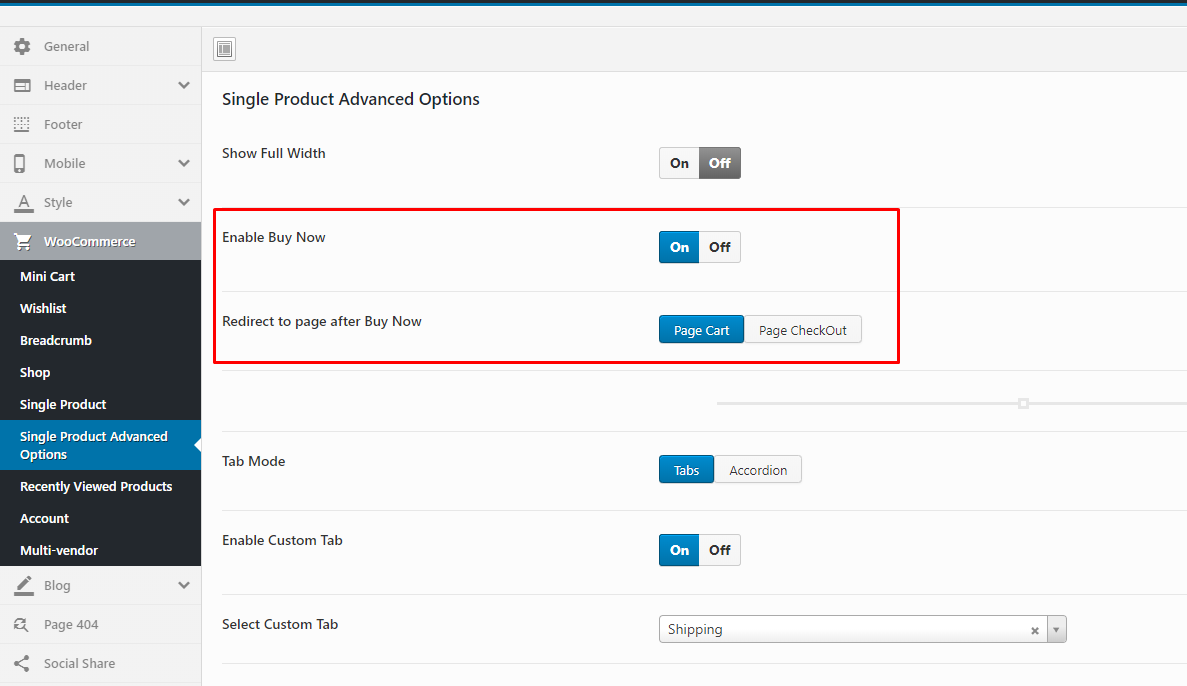 General
Header
Footer
Mobile
Style
WooCommerce
Mini Cart
Wishlist
Breadcrumb
Shop
Single Product
Single Product Advanced
Options
Recently Viewed Products
Account
Multi-vendor
Blog
Page 404
Social Share
Single Product Advanced Options
Show Full Width
On Off
Enable Buy Now
On Off
Redirect to page after Buy Now
Page Cart Page CheckOut
Tab Mode
Tabs Accordion
Enable Custom Tab
On Off
Select Custom Tab
Shipping